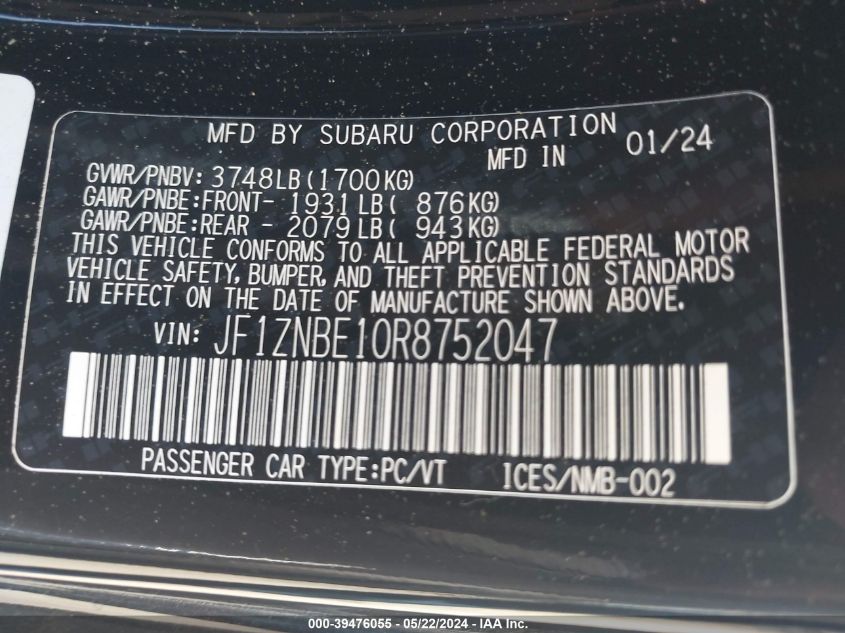 MFD BY SUBARU CORPORATION
MFD IN 01/24
GVWR/PNBV: 3748LB(1700KG)
GAWR/PNBE:FRONT- 1931LB( 876KG)
GAWR/PNBE:REAR - 2079LB( 943KG)
THIS VEHICLE CONFORMS TO ALL APPLICABLE FEDERAL MOTOR
VEHICLE SAFETY, BUMPER, AND THEFT PREVENTION STANDARDS
IN EFFECT ON THE DATE OF MANUFACTURE SHOWN ABOVE.
VIN: JF1ZNBE10R8752047
PASSENGER CAR TYPE:PC/VT ICES/NMB-002
000-39476055 - 05/22/2024 - IAA Inc.